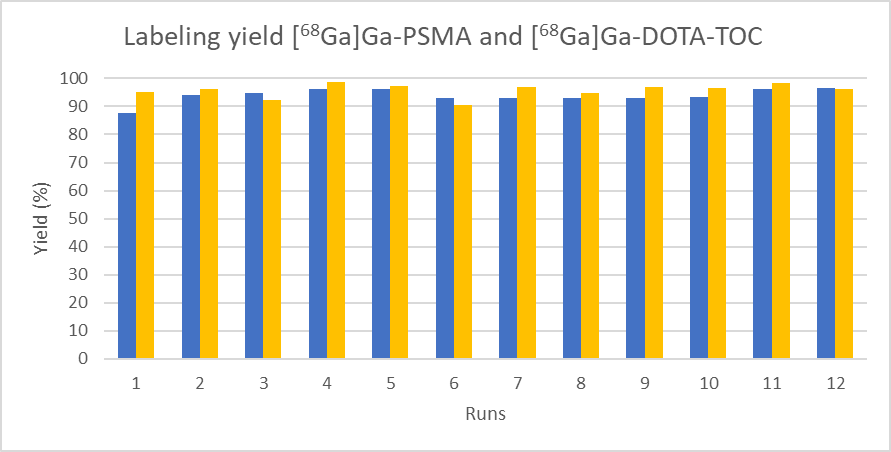 Labeling yield [⁶⁸Ga]Ga-PSMA and [⁶⁸Ga]Ga-DOTA-TOC
100
90
80
70
60
50
40
30
20
10
0
Yield (%)
1 2 3 4 5 6 7 8 9 10 11 12
Runs